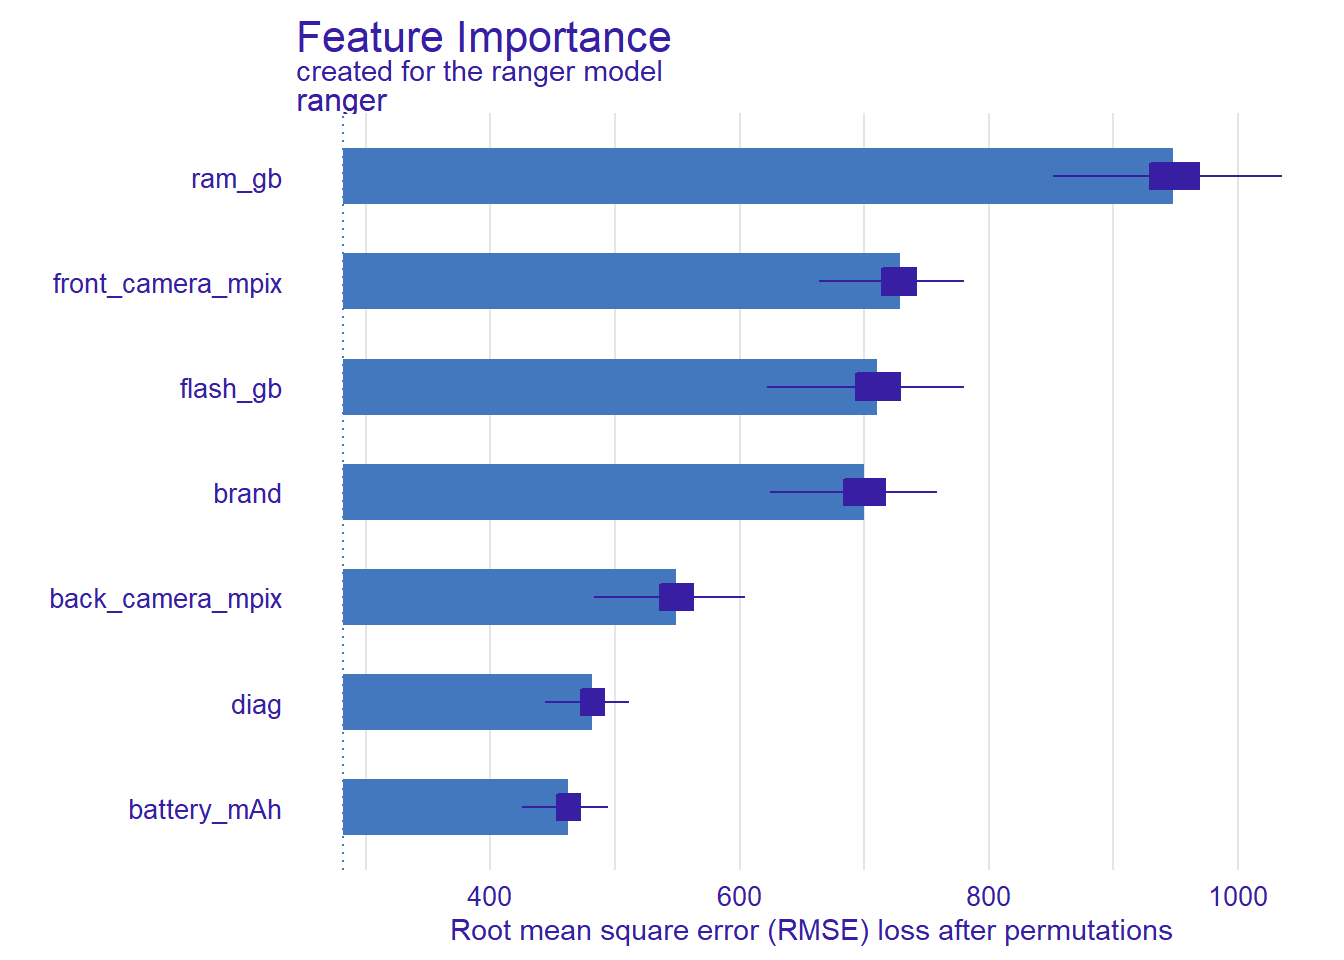 Feature Importance
created for the ranger model
ranger
ram_gb
front_camera_mpix
flash_gb
brand
back_camera_mpix
diag
battery_mAh
400 600 800 1000
Root mean square error (RMSE) loss after permutations